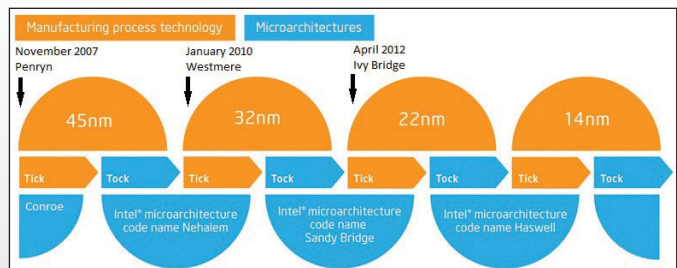 Manufacturing process technology
Microarchitectures
November 2007
Penryn
January 2010
Westmere
April 2012
Ivy Bridge
45nm
32nm
22nm
14nm
Tick
Tock
Tick
Tock
Tick
Tock
Tick
Tock
Conroe
Intel® microarchitecture
code name Nehalem
Intel® microarchitecture
code name
Sandy Bridge
Intel® microarchitecture
code name Haswell